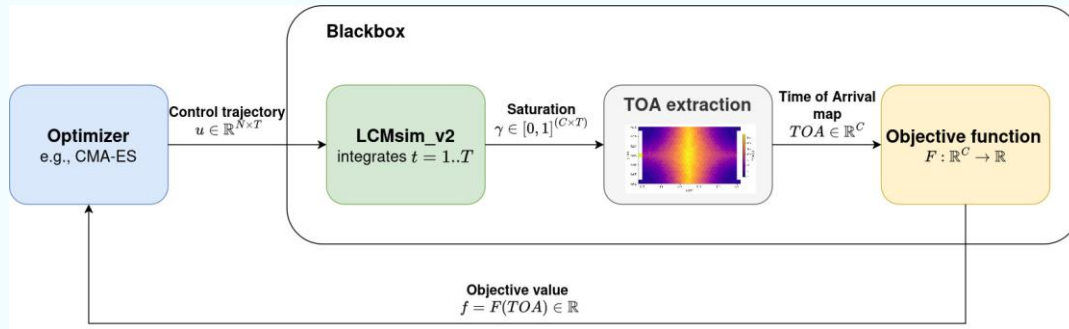 Blackbox
Optimizer
e.g., CMA-ES
Control trajectory
u ∈ ℝ^{N×T}
LCMsim_v2
integrates t = 1..T
Saturation
γ ∈ [0, 1]^{(C×T)}
TOA extraction
Time of Arrival
map
TOA ∈ ℝ^C
Objective function
F : ℝ^C → ℝ
Objective value
f = F(TOA) ∈ ℝ